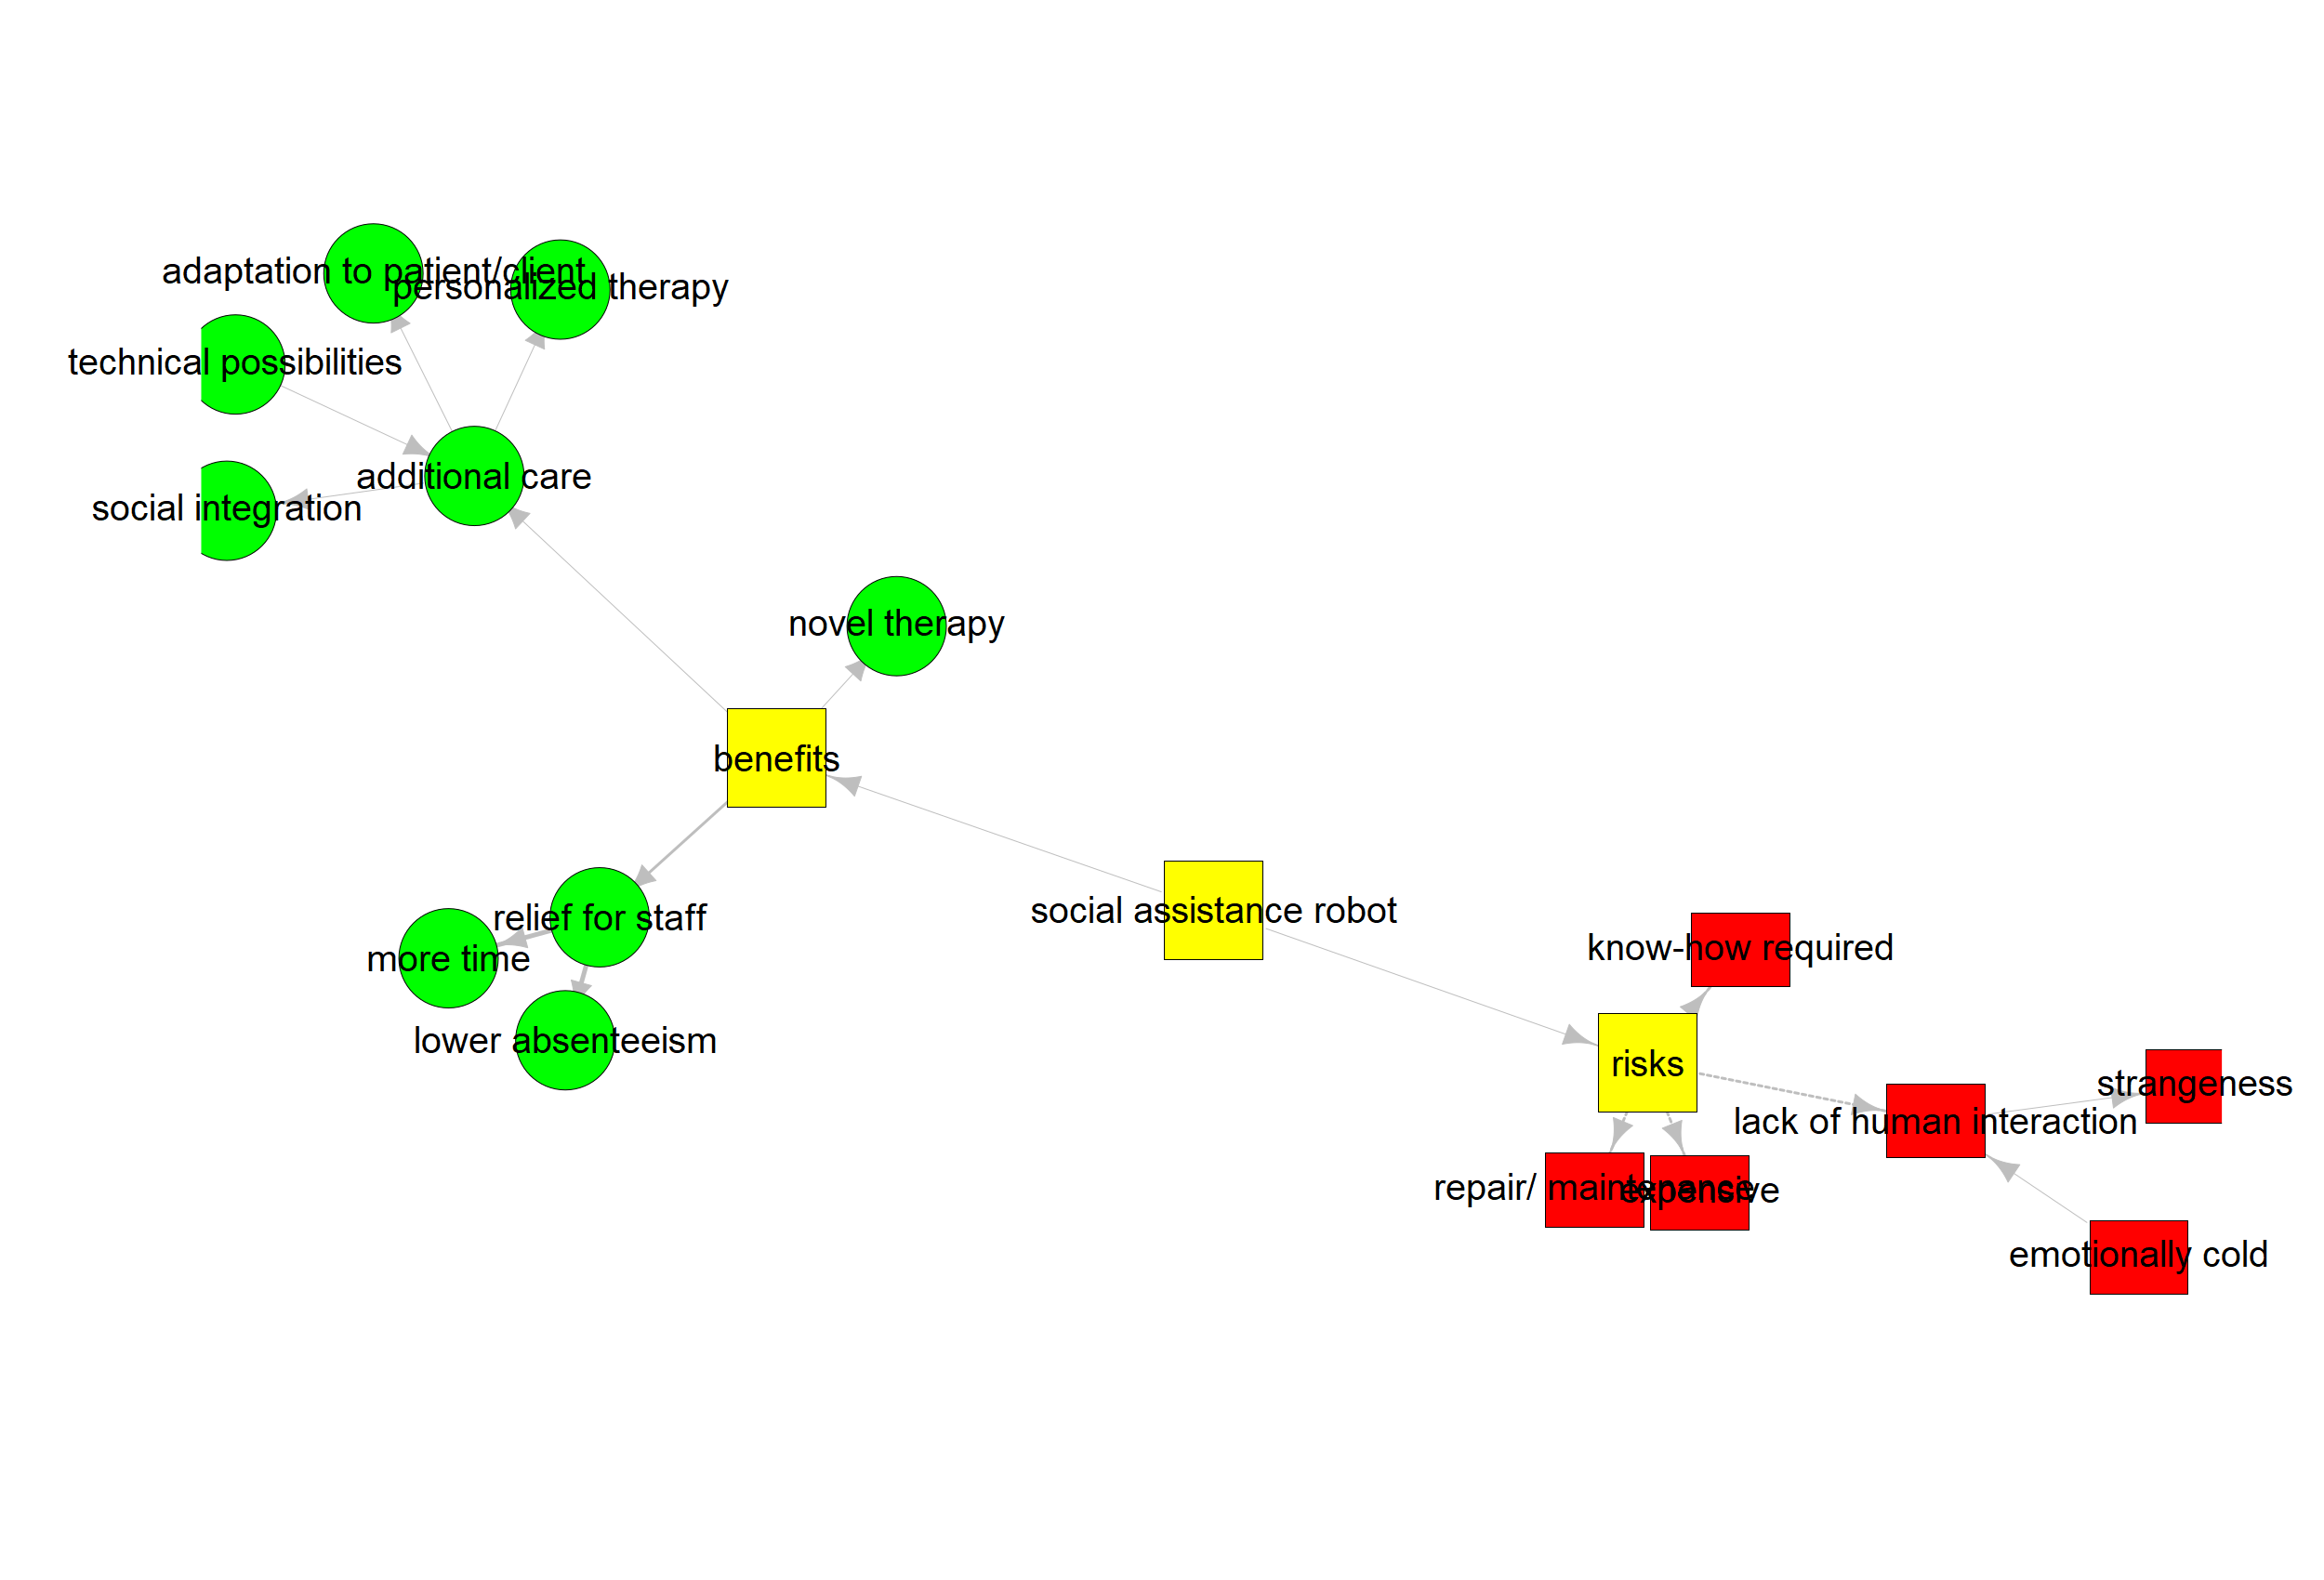 adaptation to patient/client
personalized therapy
technical possibilities
additional care
social integration
novel therapy
benefits
social assistance robot
relief for staff
more time
lower absenteeism
know-how required
risks
strangeness
lack of human interaction
repair/ maintenance
expensive
emotionally cold